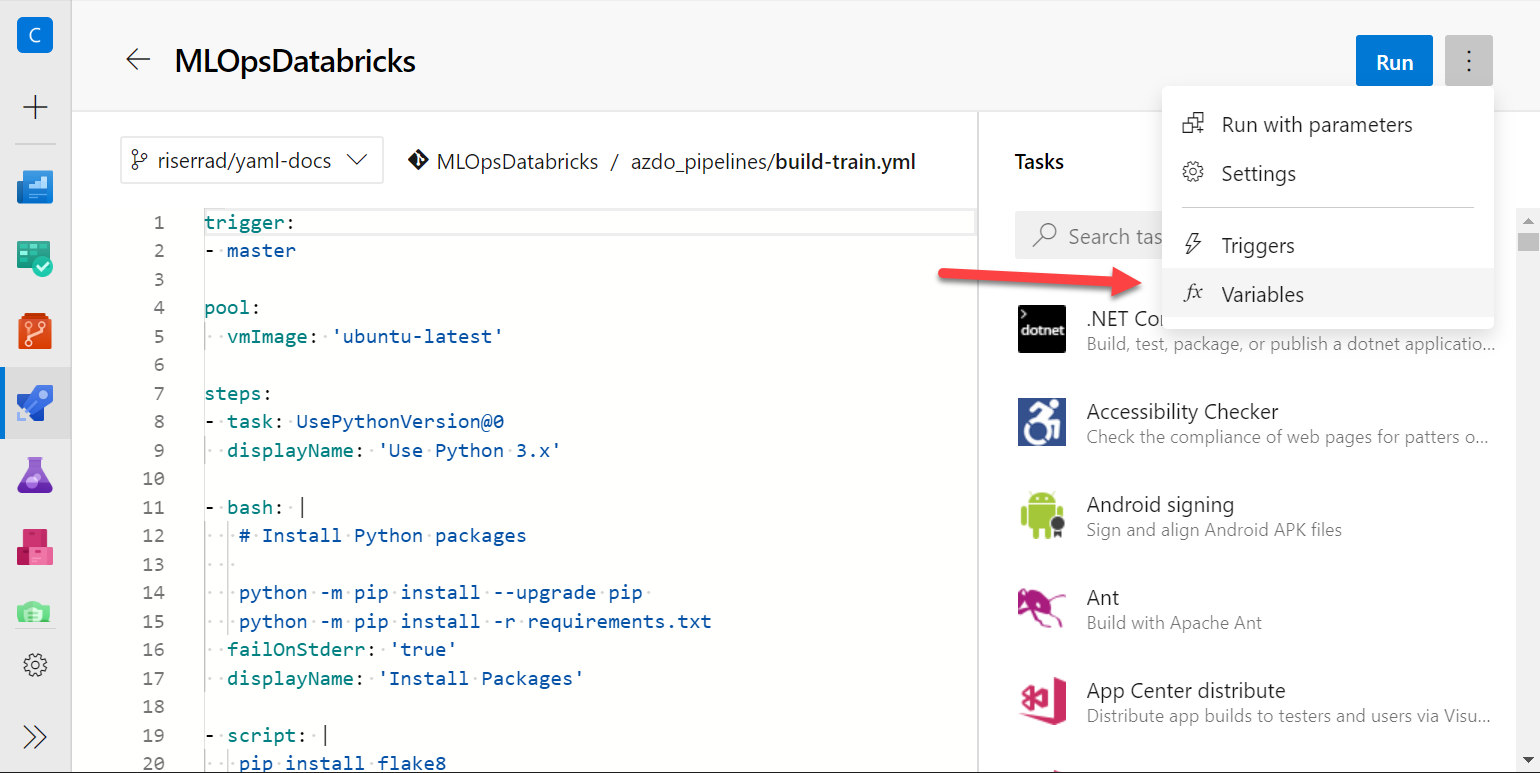 C
MLOpsDatabricks
Run
Run with parameters
Settings
Triggers
fx Variables
riserrad/yaml-docs
MLOpsDatabricks / azdo_pipelines/build-train.yml
Tasks
Search tas
1 trigger:
2 - master
3
4 pool:
5 vmImage: 'ubuntu-latest'
6
7 steps:
8 - task: UsePythonVersion@0
9 displayName: 'Use Python 3.x'
10
11 - bash: |
12 # Install Python packages
13
14 python -m pip install --upgrade pip
15 python -m pip install -r requirements.txt
16 failOnStderr: 'true'
17 displayName: 'Install Packages'
18
19 - script: |
20 pip install flake8
dotnet
.NET Cor
Build, test, package, or publish a dotnet applicatio...
Accessibility Checker
Check the compliance of web pages for patters o...
Android signing
Sign and align Android APK files
Ant
Build with Apache Ant
App Center distribute
Distribute app builds to testers and users via Visu...